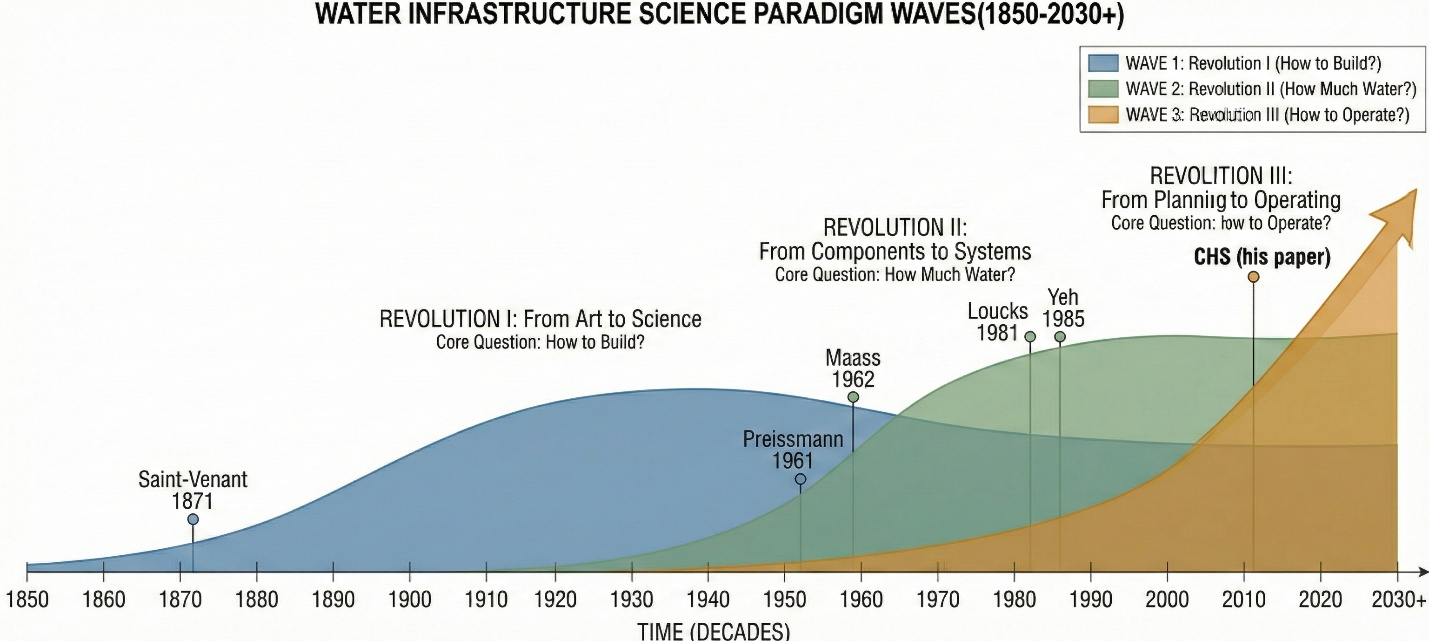 WATER INFRASTRUCTURE SCIENCE PARADIGM WAVES(1850-2030+)
WAVE 1: Revolution I (How to Build?)
WAVE 2: Revolution II (How Much Water?)
WAVE 3: Revolution III (How to Operate?)
REVOLITION III:
From Plannig to Operating
Core Question: how to Operate?
CHS (his paper)
REVOLUTION II:
From Components to Systems
Core Question: How Much Water?
Loucks
1981
Yeh
1985
REVOLUTION I: From Art to Science
Core Question: How to Build?
Maass
1962
Preissmann
1961
Saint-Venant
1871
1850 1860 1870 1880 1890 1900 1910 1920 1930 1940 1950 1960 1970 1980 1990 2000 2010 2020 2030+
TIME (DECADES)